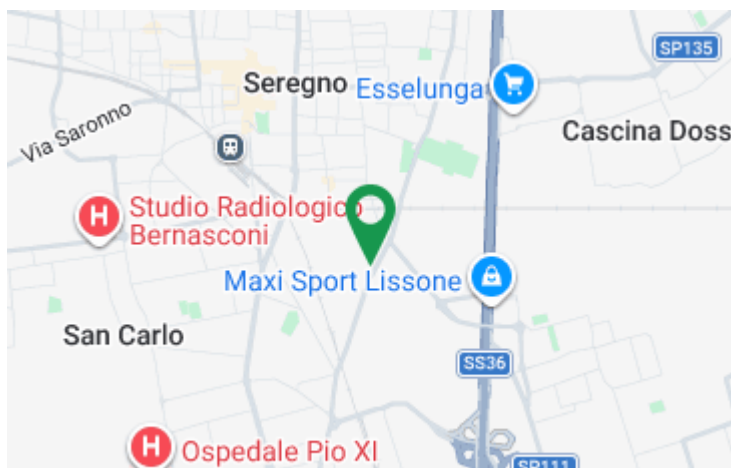 SP135
Seregno
Esselunga
Via Saronno
Cascina Doss
H
Studio Radiologico
Bernasconi
Maxi Sport Lissone
San Carlo
SS36
H
Ospedale Pio XI
SP111